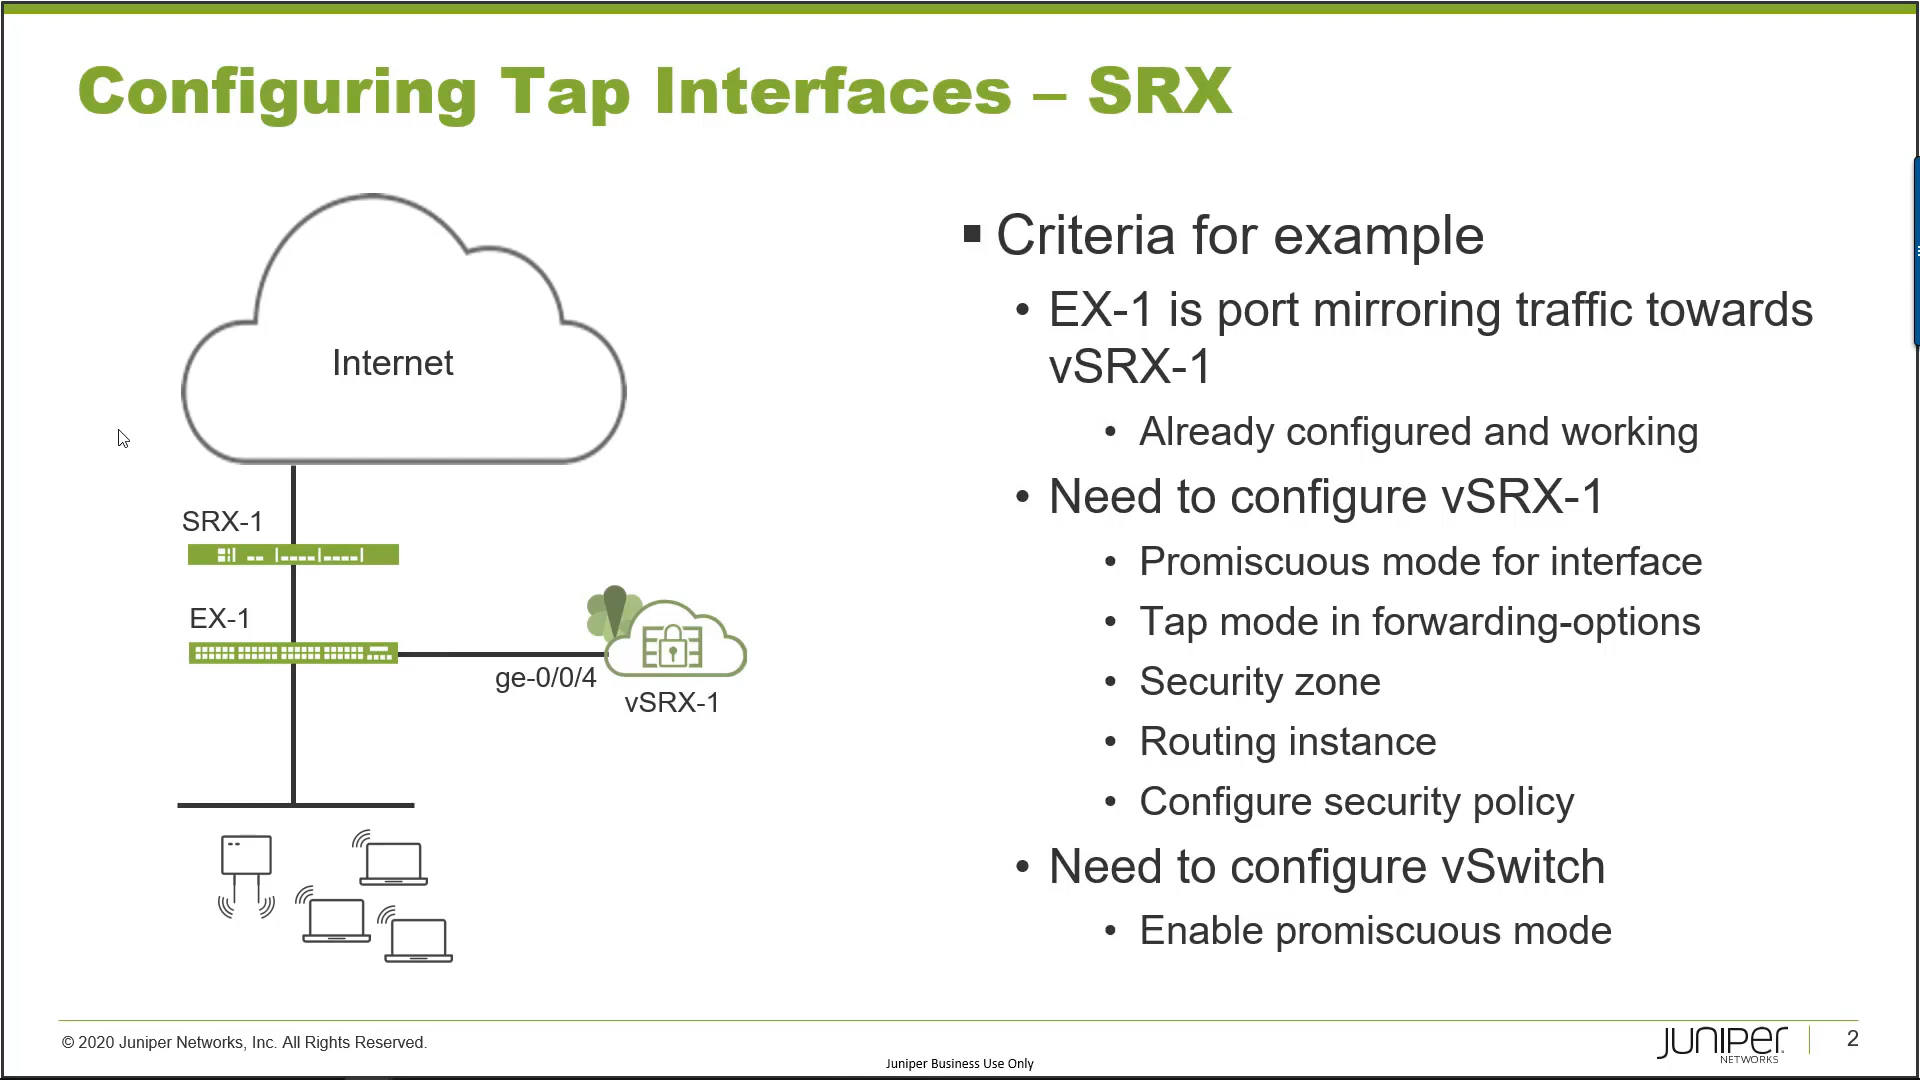 Configuring Tap Interfaces – SRX
Internet
SRX-1
EX-1
ge-0/0/4
vSRX-1
▪ Criteria for example
• EX-1 is port mirroring traffic towards
vSRX-1
• Already configured and working
• Need to configure vSRX-1
• Promiscuous mode for interface
• Tap mode in forwarding-options
• Security zone
• Routing instance
• Configure security policy
• Need to configure vSwitch
• Enable promiscuous mode
© 2020 Juniper Networks, Inc. All Rights Reserved.
Juniper Business Use Only
JUNIPER
NETWORKS
2